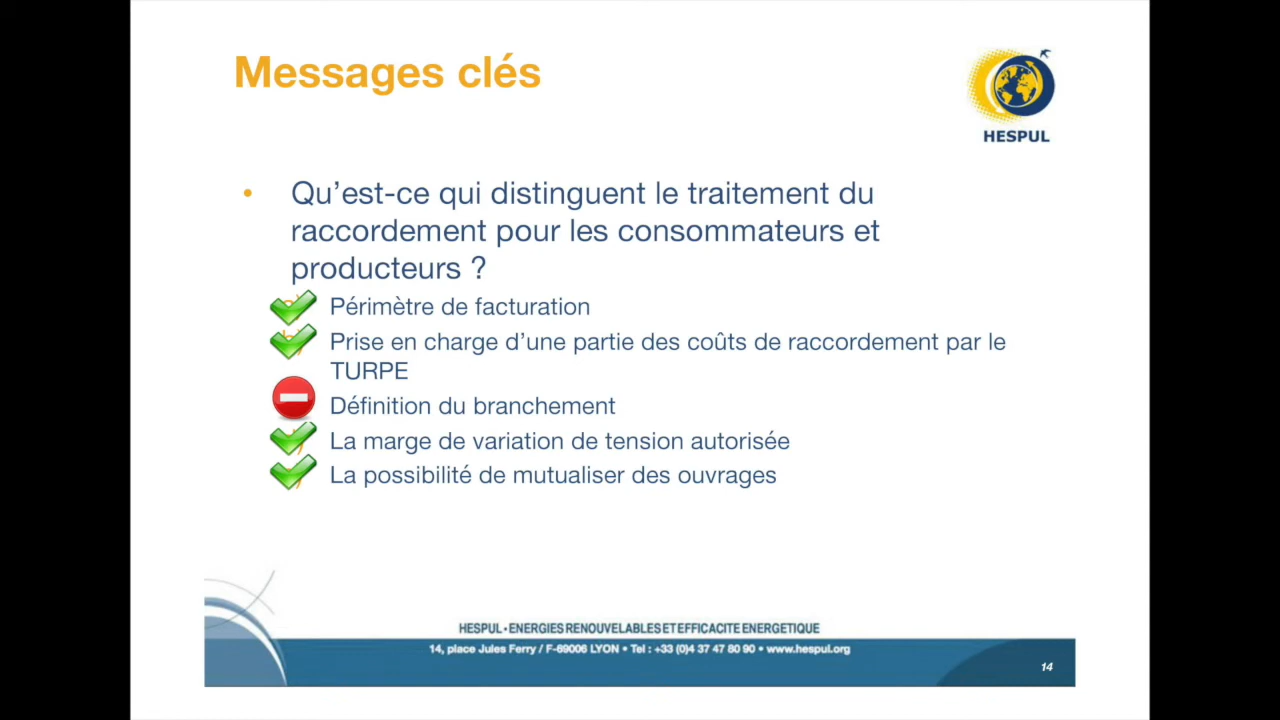 Messages clés
HESPUL
• Qu’est-ce qui distinguent le traitement du
raccordement pour les consommateurs et
producteurs ?
Périmètre de facturation
Prise en charge d’une partie des coûts de raccordement par le
TURPE
Définition du branchement
La marge de variation de tension autorisée
La possibilité de mutualiser des ouvrages
HESPUL • ENERGIES RENOUVELABLES ET EFFICACITE ENERGETIQUE
14, place Jules Ferry / F-69006 LYON • Tel : +33 (0)4 37 47 80 90 • www.hespul.org
14